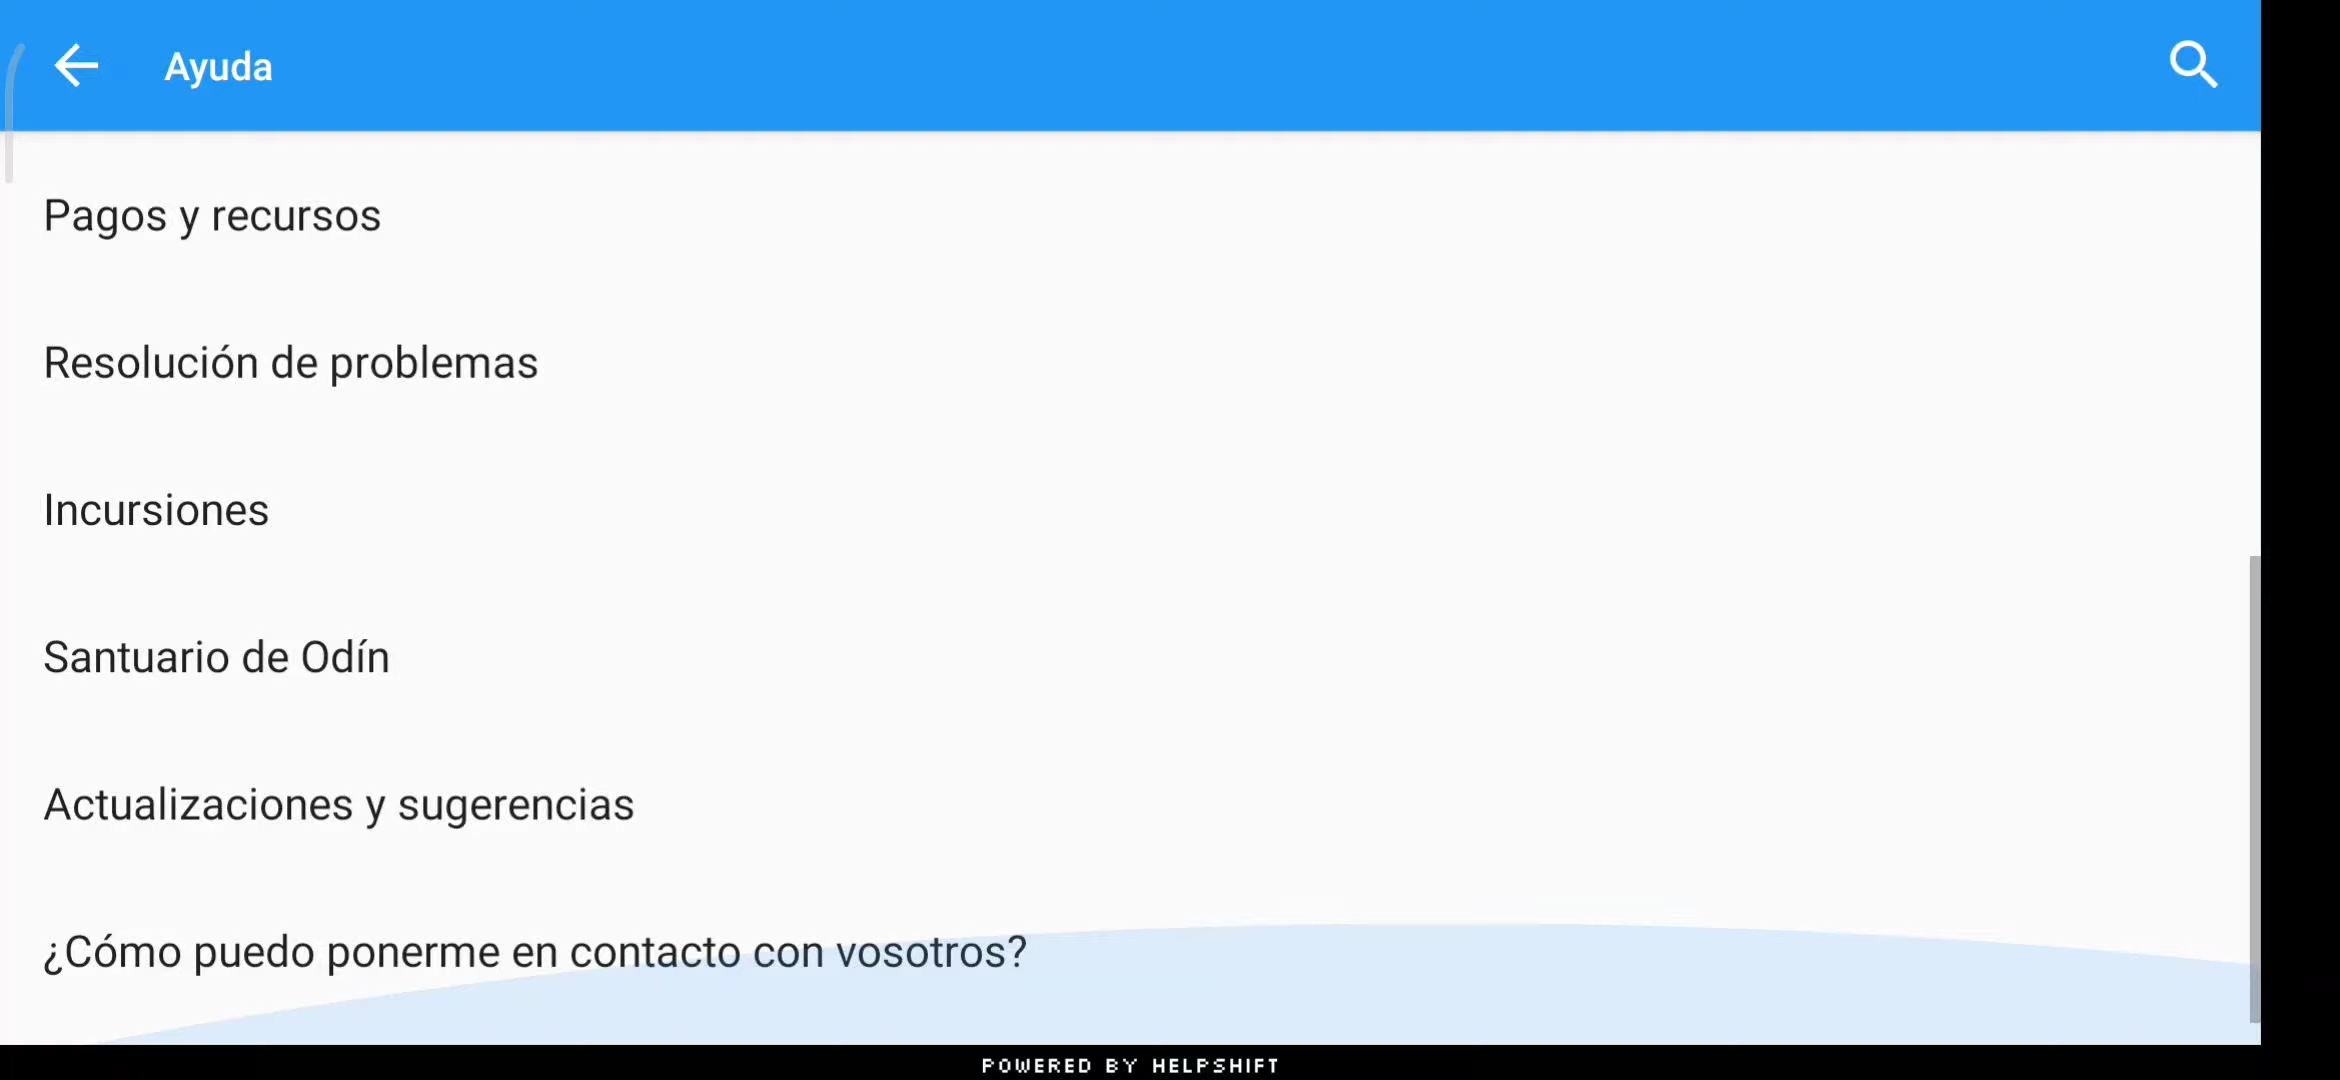 Ayuda
Pagos y recursos
Resolución de problemas
Incursiones
Santuario de Odín
Actualizaciones y sugerencias
¿Cómo puedo ponerme en contacto con vosotros?
POWERED BY HELPSHIFT